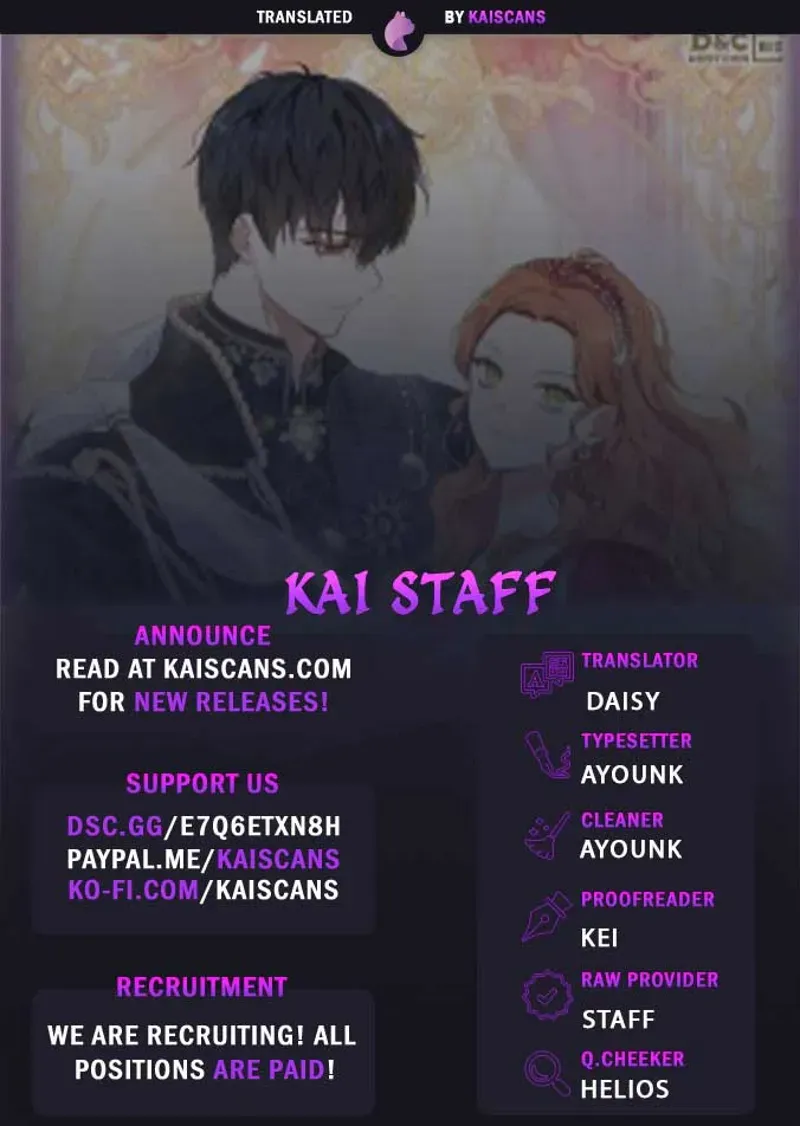 TRANSLATED BY KAISCANS
D&C
KAI STAFF
ANNOUNCE
READ AT KAISCANS.COM
FOR NEW RELEASES!
SUPPORT US
DSC.GG/E7Q6ETXN8H
PAYPAL.ME/KAISCANS
KO-FI.COM/KAISCANS
RECRUITMENT
WE ARE RECRUITING! ALL
POSITIONS ARE PAID!
TRANSLATOR
DAISY
TYPESETTER
AYOUNK
CLEANER
AYOUNK
PROOFREADER
KEI
RAW PROVIDER
STAFF
Q.CHEEKER
HELIOS